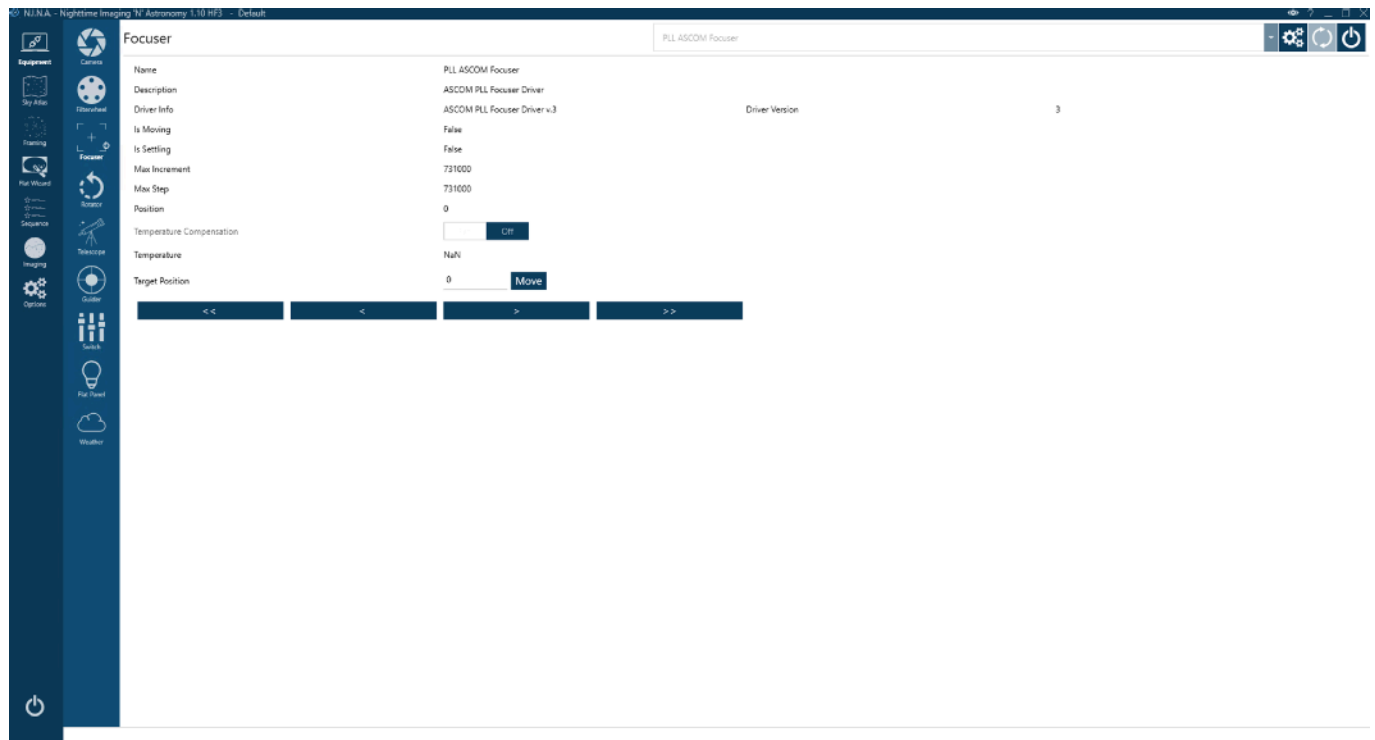 N.I.N.A. - Nighttime Imaging 'N' Astronomy 1.10 HF3 - Default
?
Equipment
Sky Atlas
Framing
Flat Wizard
Sequence
Imaging
Options
Camera
Filterwheel
Focuser
Rotator
Telescope
Guider
Switch
Flat Panel
Weather
Focuser PLL ASCOM Focuser
Name PLL ASCOM Focuser
Description ASCOM PLL Focuser Driver
Driver Info ASCOM PLL Focuser Driver v.3 Driver Version 3
Is Moving False
Is Settling False
Max Increment 731000
Max Step 731000
Position 0
Temperature Compensation Off
Temperature NaN
Target Position 0 Move
<< < > >>